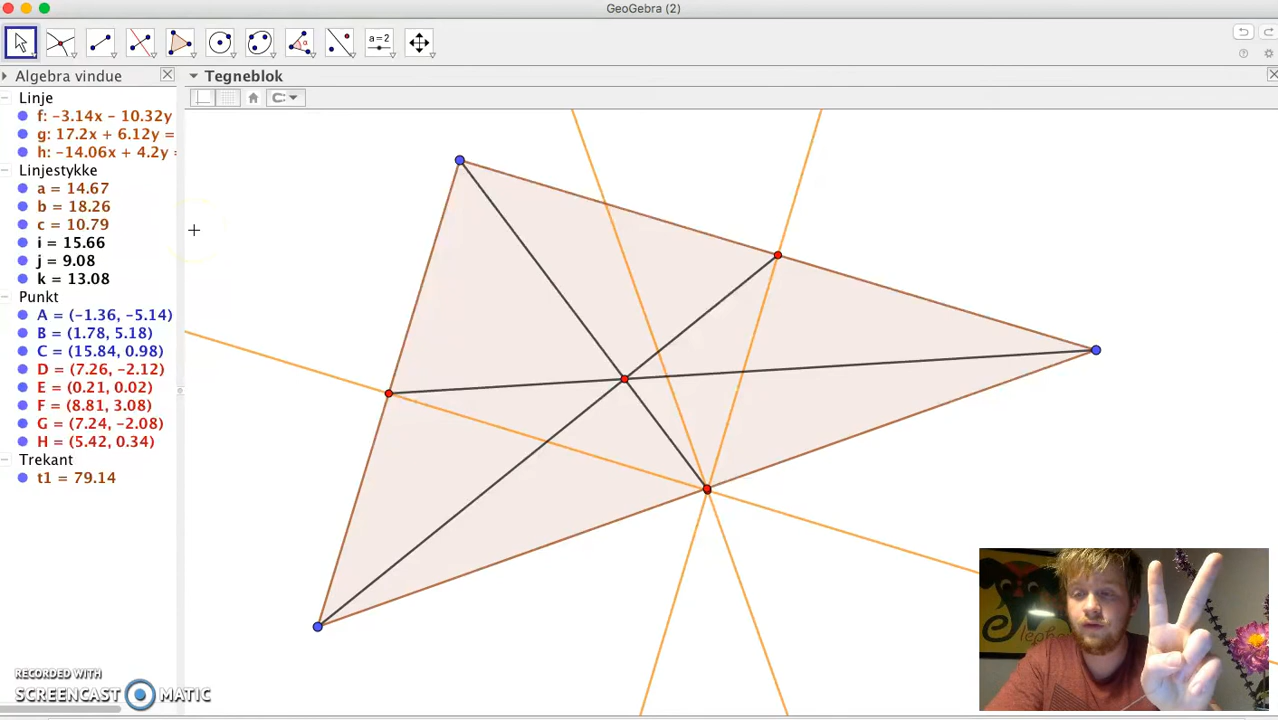 GeoGebra (2)
a=2
Algebra vindue
Tegneblok
Linje
f: -3.14x - 10.32y
g: 17.2x + 6.12y =
h: -14.06x + 4.2y =
Linjestykke
a = 14.67
b = 18.26
c = 10.79
i = 15.66
j = 9.08
k = 13.08
Punkt
A = (-1.36, -5.14)
B = (1.78, 5.18)
C = (15.84, 0.98)
D = (7.26, -2.12)
E = (0.21, 0.02)
F = (8.81, 3.08)
G = (7.24, -2.08)
H = (5.42, 0.34)
Trekant
t1 = 79.14
RECORDED WITH
SCREENCAST MATIC